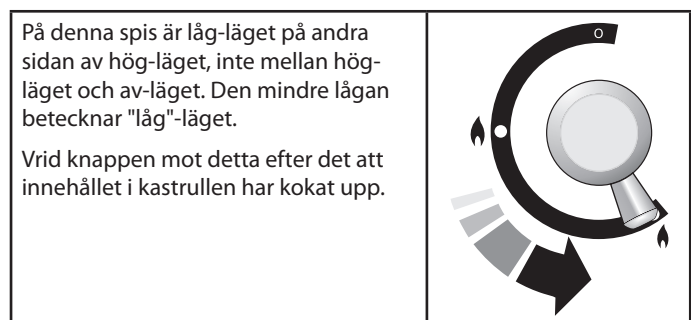 På denna spis är låg-läget på andra
sidan av hög-läget, inte mellan hög-
läget och av-läget. Den mindre lågan
betecknar "låg"-läget.
Vrid knappen mot detta efter det att
innehållet i kastrullen har kokat upp.
O